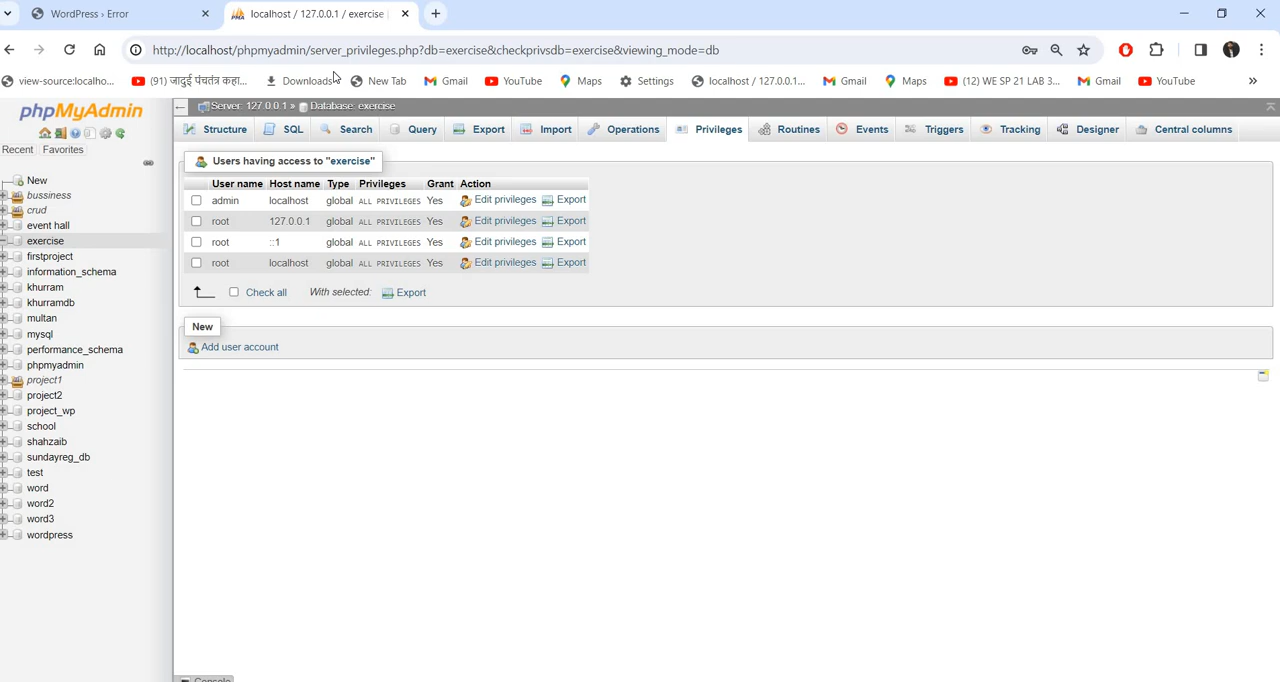 WordPress › Error
localhost / 127.0.0.1 / exercise |
http://localhost/phpmyadmin/server_privileges.php?db=exercise&checkprivsdb=exercise&viewing_mode=db
view-source:localho...
(91) जादुई पंचतंत्र कहा...
Downloads
New Tab
Gmail
YouTube
Maps
Settings
localhost / 127.0.0.1...
Gmail
Maps
(12) WE SP 21 LAB 3...
Gmail
YouTube
»
phpMyAdmin
Recent Favorites
New
bussiness
crud
event hall
exercise
firstproject
information_schema
khurram
khurramdb
multan
mysql
performance_schema
phpmyadmin
project1
project2
project_wp
school
shahzaib
sundayreg_db
test
word
word2
word3
wordpress
Server: 127.0.0.1 » Database: exercise
Structure SQL Search Query Export Import Operations Privileges Routines Events Triggers Tracking Designer Central columns
Users having access to "exercise"
User name Host name Type Privileges Grant Action
admin localhost global ALL PRIVILEGES Yes Edit privileges Export
root 127.0.0.1 global ALL PRIVILEGES Yes Edit privileges Export
root ::1 global ALL PRIVILEGES Yes Edit privileges Export
root localhost global ALL PRIVILEGES Yes Edit privileges Export
Check all With selected: Export
New
Add user account
Console